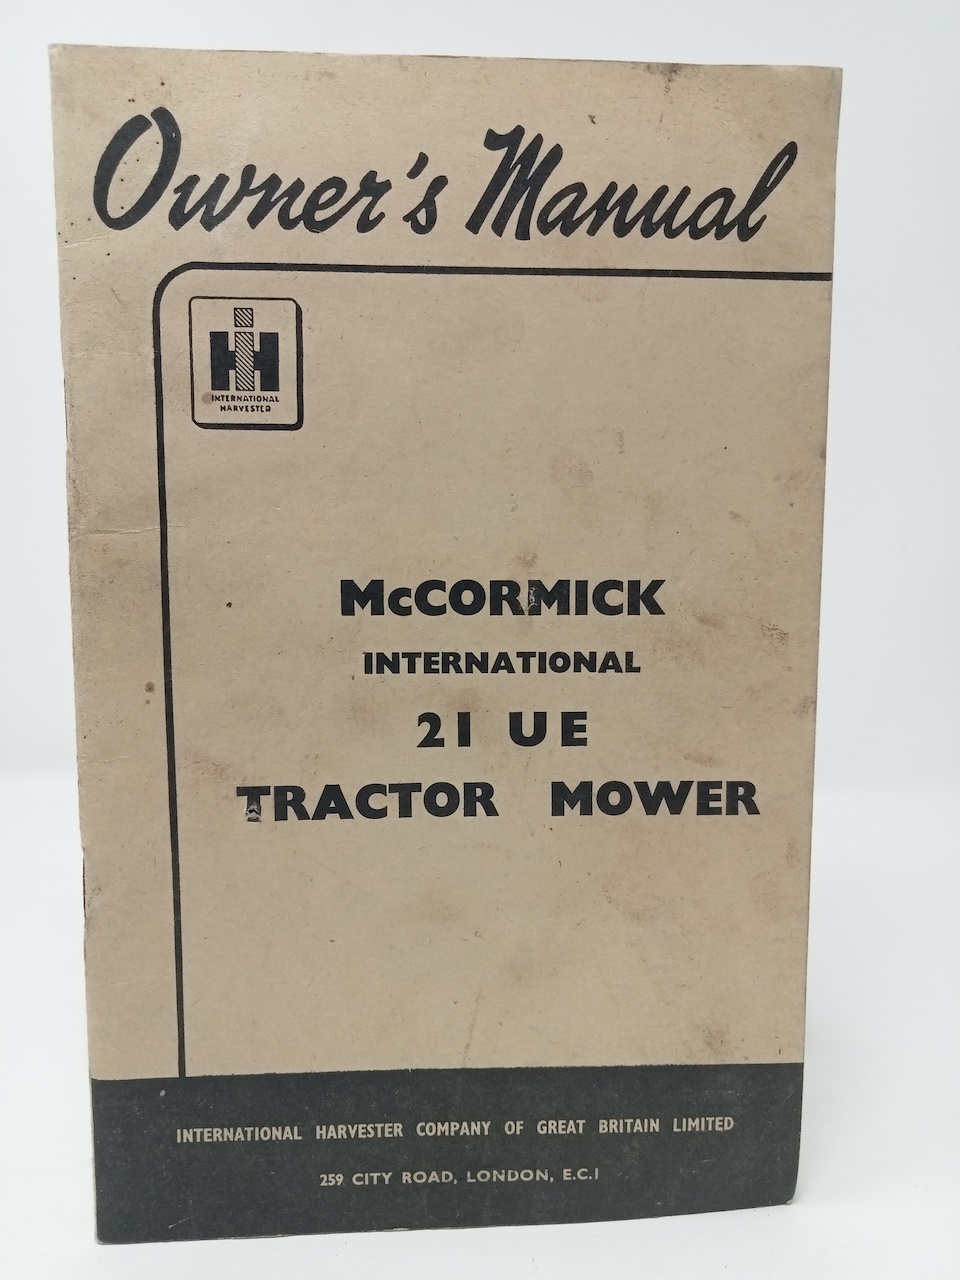 Owner's Manual
INTERNATIONAL
HARVESTER
McCORMICK
INTERNATIONAL
21 UE
TRACTOR MOWER
INTERNATIONAL HARVESTER COMPANY OF GREAT BRITAIN LIMITED
259 CITY ROAD, LONDON, E.C.1